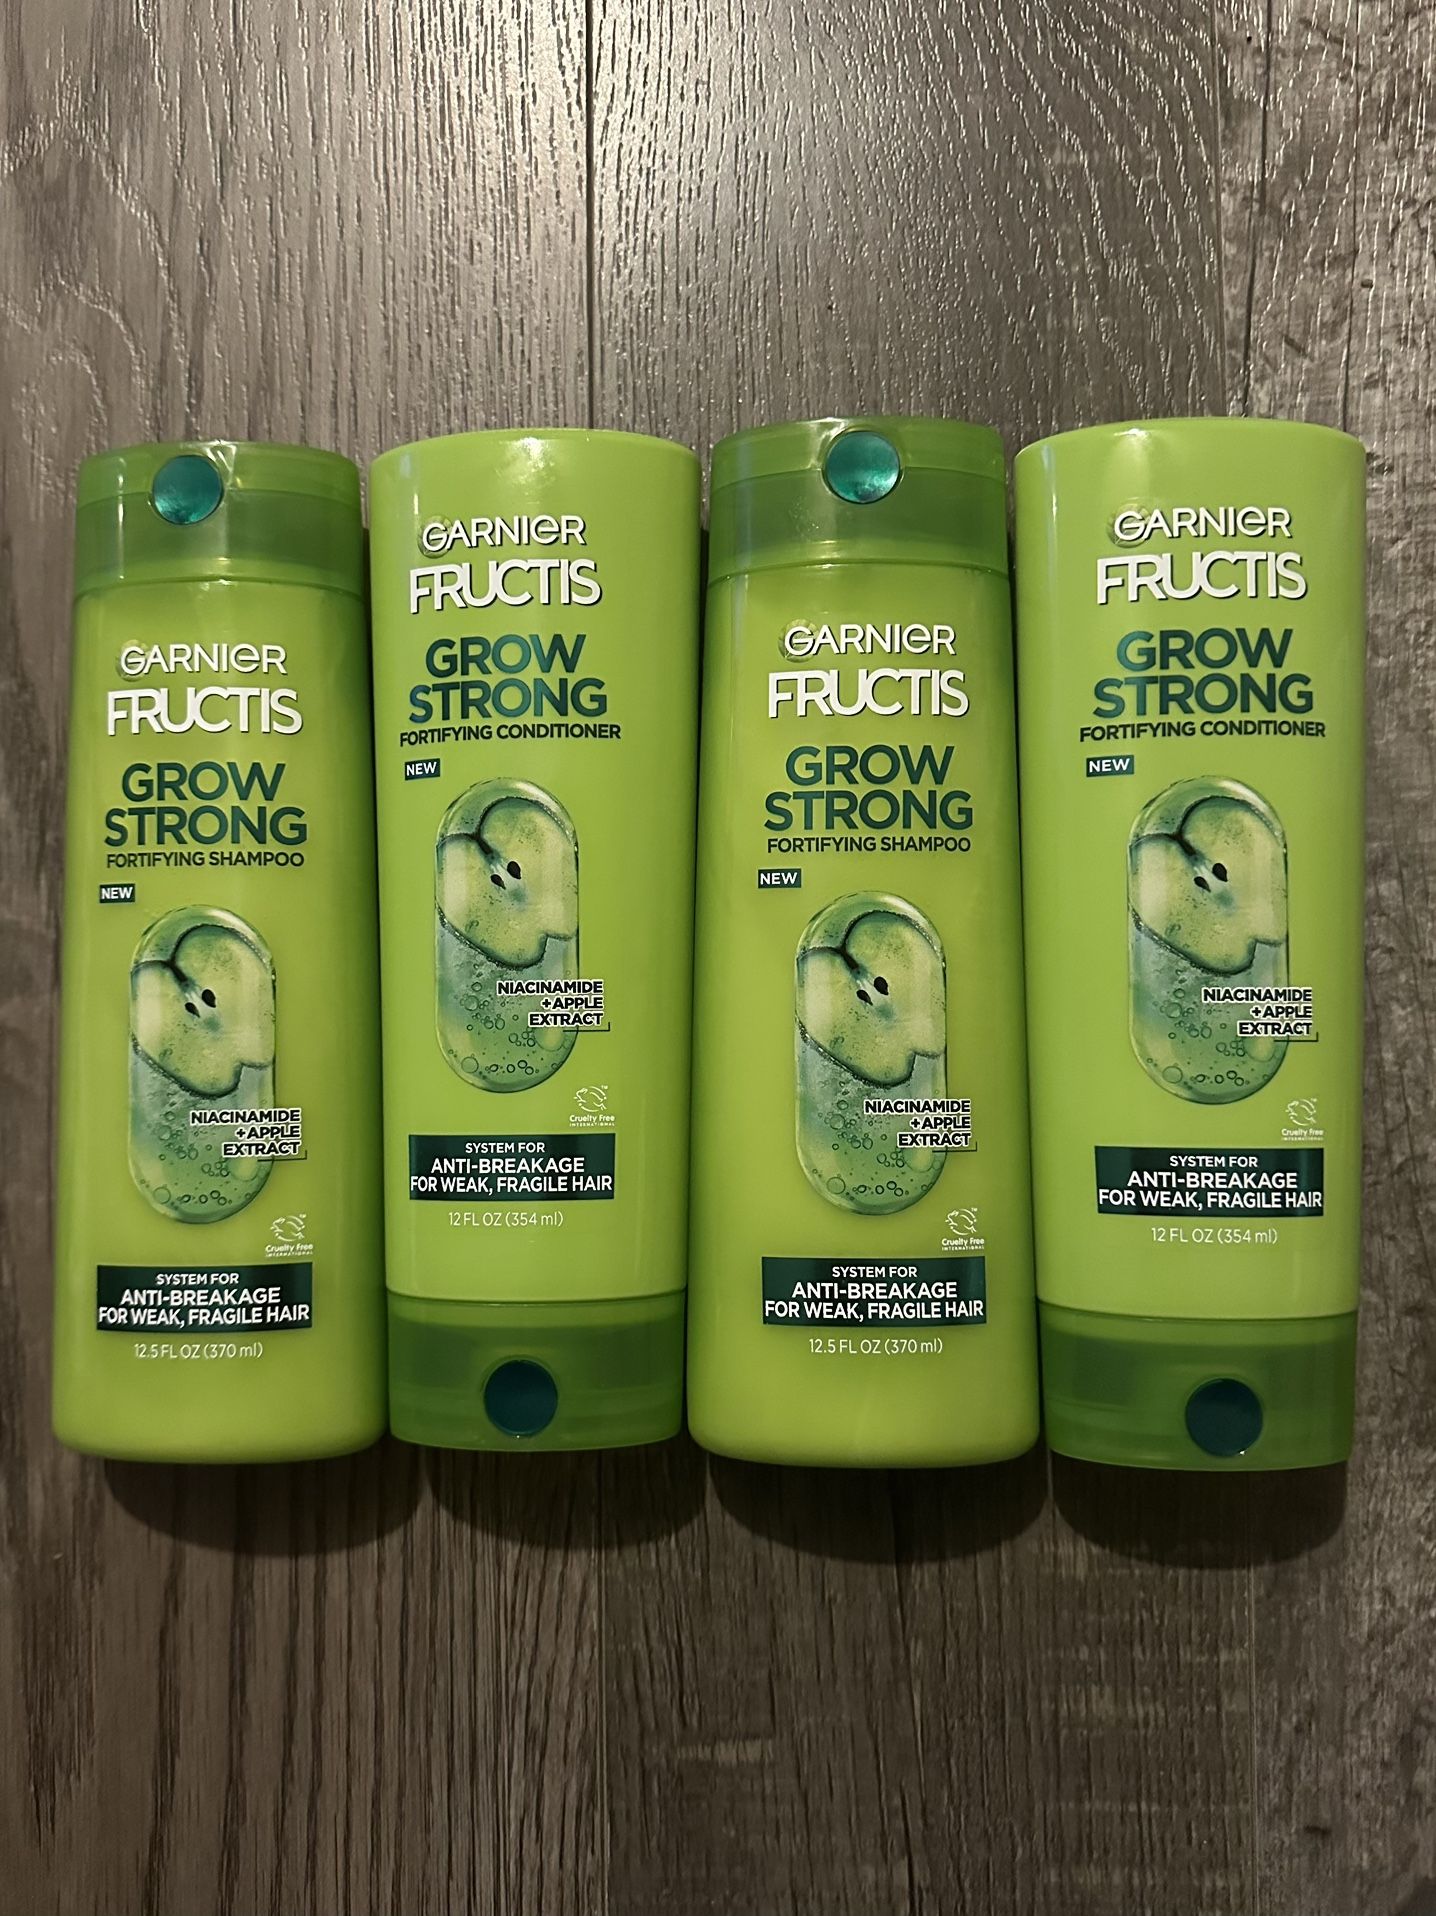 GARNIER
FRUCTIS
GROW
STRONG
FORTIFYING SHAMPOO
NEW
NIACINAMIDE
+APPLE
EXTRACT
Cruelty Free
INTERNATIONAL
SYSTEM FOR
ANTI-BREAKAGE
FOR WEAK, FRAGILE HAIR
12.5 FL OZ (370 ml)
GARNIER
FRUCTIS
GROW
STRONG
FORTIFYING CONDITIONER
NEW
NIACINAMIDE
+APPLE
EXTRACT
TM
Cruelty Free
INTERNATIONAL
SYSTEM FOR
ANTI-BREAKAGE
FOR WEAK, FRAGILE HAIR
12 FL OZ (354 ml)
GARNIER
FRUCTIS
GROW
STRONG
FORTIFYING SHAMPOO
NEW
NIACINAMIDE
+APPLE
EXTRACT
Cruelty Free
INTERNATIONAL
SYSTEM FOR
ANTI-BREAKAGE
FOR WEAK, FRAGILE HAIR
12.5 FL OZ (370 ml)
GARNIER
FRUCTIS
GROW
STRONG
FORTIFYING CONDITIONER
NEW
NIACINAMIDE
+APPLE
EXTRACT
Cruelty Free
INTERNATIONAL
SYSTEM FOR
ANTI-BREAKAGE
FOR WEAK, FRAGILE HAIR
12 FL OZ (354 ml)